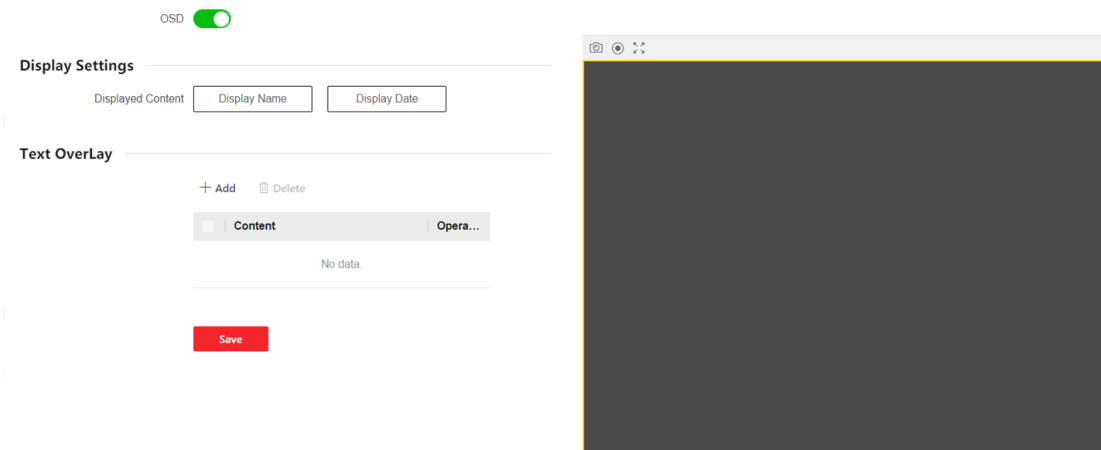 OSD
Display Settings
Displayed Content Display Name Display Date
Text OverLay
Add Delete
Content Opera...
No data.
Save